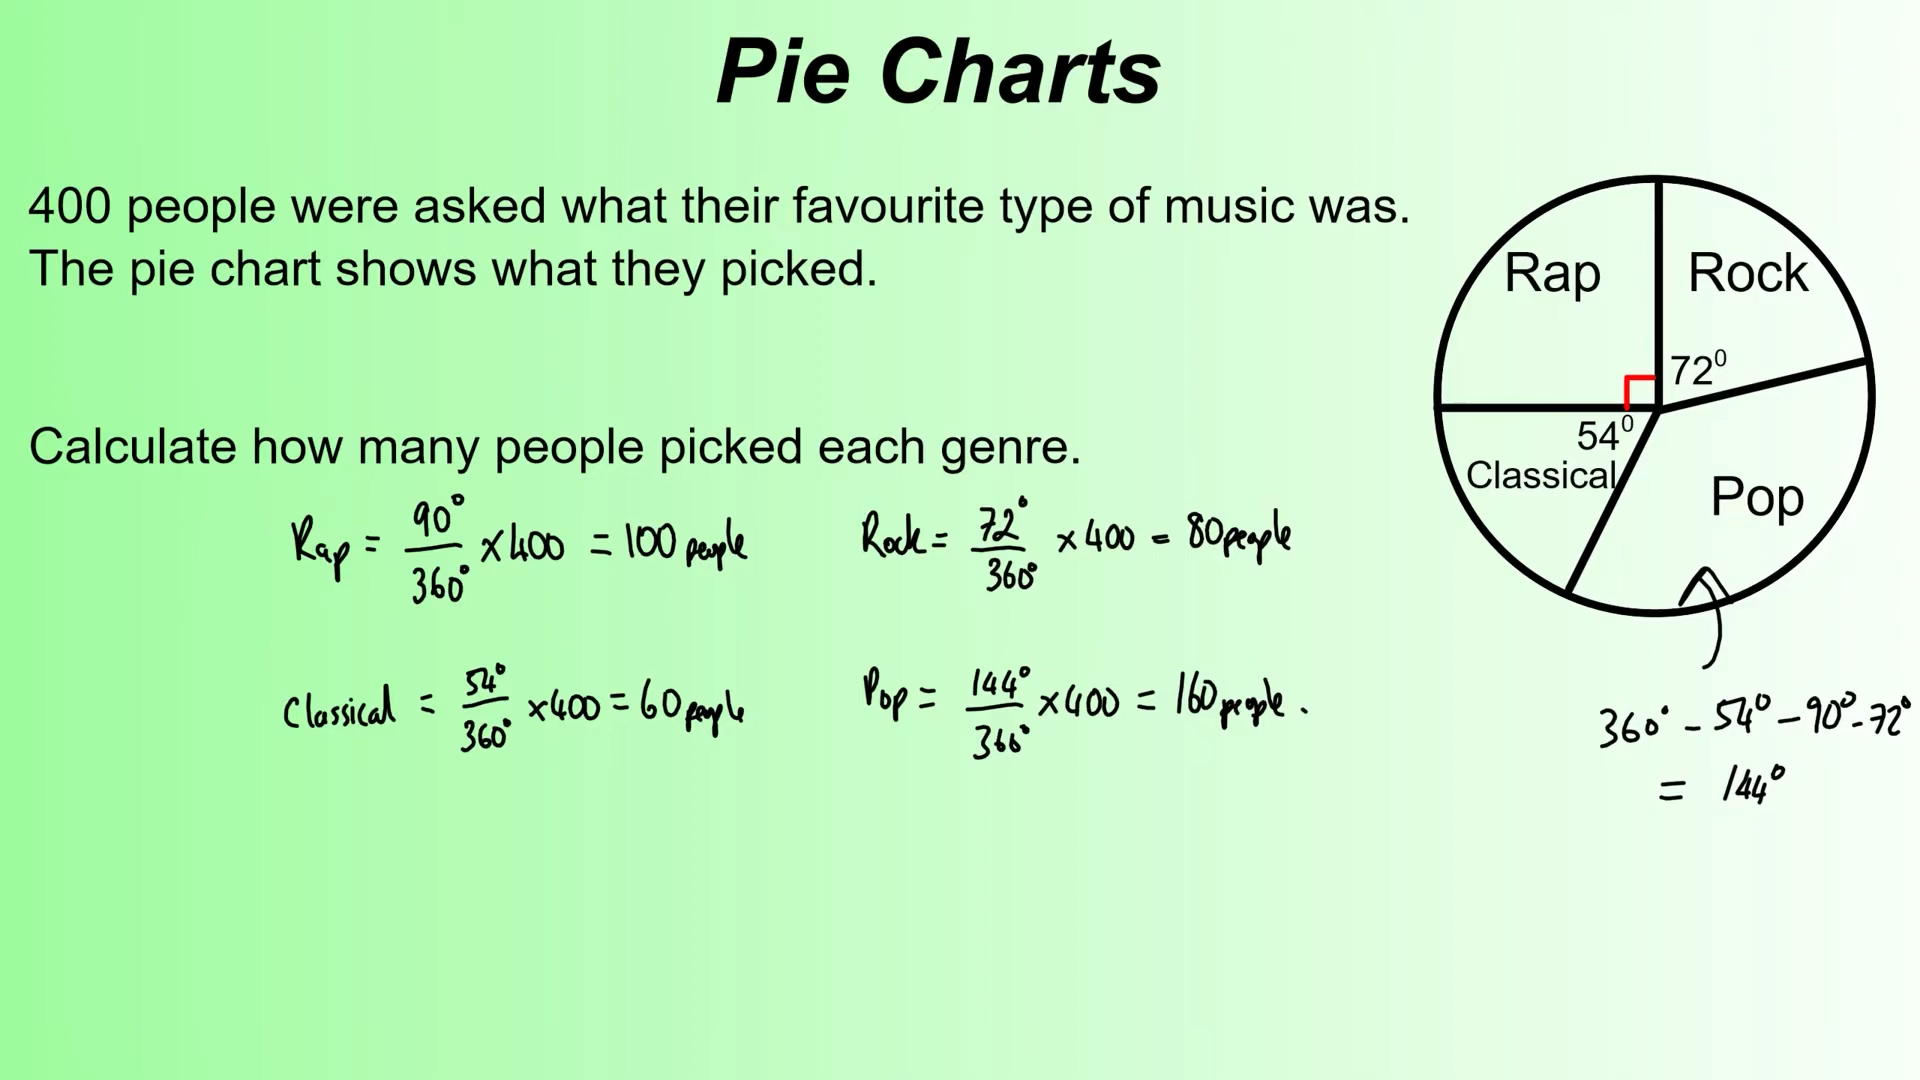 Pie Charts
400 people were asked what their favourite type of music was.
The pie chart shows what they picked.
Calculate how many people picked each genre.
Rap = 90°/360° × 400 = 100 people
Rock = 72°/360° × 400 = 80 people
Classical = 54°/360° × 400 = 60 people
Pop = 144°/360° × 400 = 160 people.
Rap
Rock
72⁰
54⁰
Classical
Pop
360° - 54° - 90° - 72°
= 144°